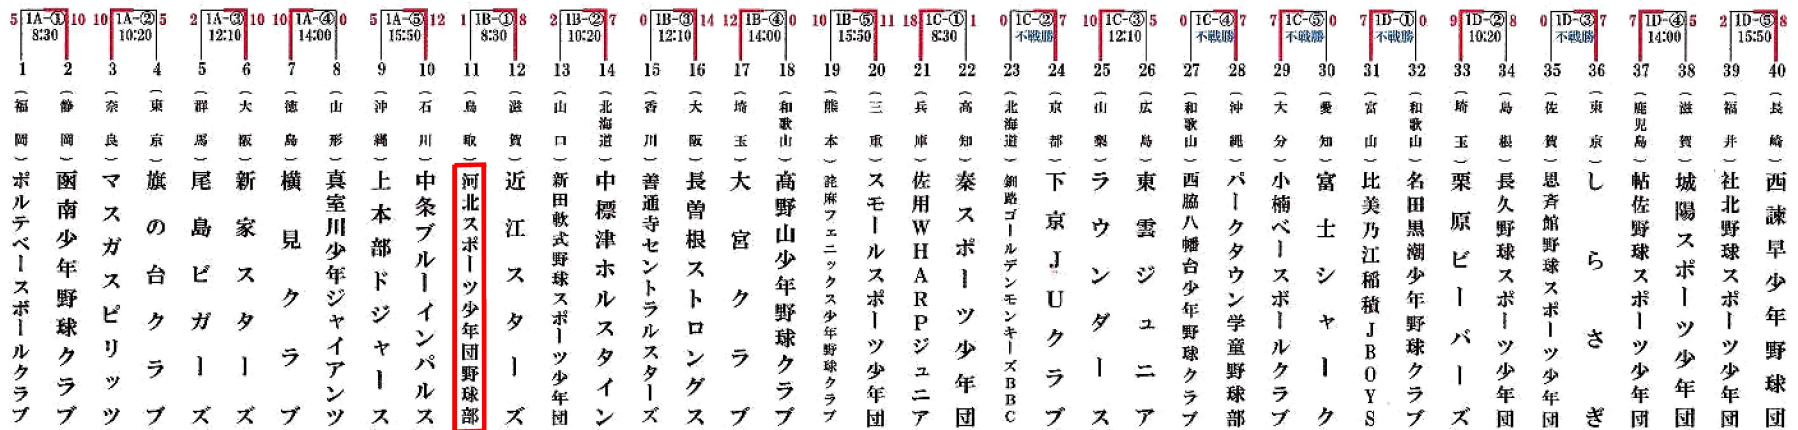 5 1A-① 10 10 1A-② 5 2 1A-③ 10 10 1A-④ 0 5 1A-⑤ 12 1 1B-① 8 2 1B-② 7 0 1B-③ 14 12 1B-④ 0 10 1B-⑤ 11 18 1C-① 1 0 1C-② 7 10 1C-③ 5 0 1C-④ 7 7 1C-⑤ 0 7 1D-① 0 9 1D-② 8 0 1D-③ 7 7 1D-④ 5 2 1D-⑤ 8
8:30 10:20 12:10 14:00 15:50 8:30 10:20 12:10 14:00 15:50 8:30 不戦勝 12:10 不戦勝 不戦勝 不戦勝 10:20 不戦勝 14:00 15:50
1 (福岡) ポルテベースボールクラブ
2 (静岡) 函南少年野球クラブ
3 (奈良) マスガスピリッツ
4 (東京) 旗の台クラブ
5 (群馬) 尾島ビガーズ
6 (大阪) 新家スターズ
7 (徳島) 横見クラブ
8 (山形) 真室川少年ジャイアンツ
9 (沖縄) 上本部ドジャース
10 (石川) 中条ブルーインパルス
11 (鳥取) 河北スポーツ少年団野球部
12 (滋賀) 近江スターズ
13 (山口) 新田軟式野球スポーツ少年団
14 (北海道) 中標津ホルスタイン
15 (香川) 善通寺セントラルスターズ
16 (大阪) 長曽根ストロングス
17 (埼玉) 大宮クラブ
18 (和歌山) 高野山少年野球クラブ
19 (熊本) 託麻フェニックス少年野球クラブ
20 (三重) スモールスポーツ少年団
21 (兵庫) 佐用WHARPジュニア
22 (高知) 秦スポーツ少年団
23 (北海道) 釧路ゴールデンモンキーズBBC
24 (京都) 下京JUクラブ
25 (山梨) ラウンダース
26 (広島) 東雲ジュニア
27 (和歌山) 西脇八幡台少年野球クラブ
28 (沖縄) パークタウン学童野球部
29 (大分) 小楠ベースボールクラブ
30 (愛知) 富士シャーク
31 (富山) 比美乃江稲積JBOYS
32 (和歌山) 名田黒潮少年野球クラブ
33 (埼玉) 栗原ビーバーズ
34 (島根) 長久野球スポーツ少年団
35 (佐賀) 思斉館野球スポーツ少年団
36 (東京) しらさぎ
37 (鹿児島) 帖佐野球スポーツ少年団
38 (滋賀) 城陽スポーツ少年団
39 (福井) 社北野球スポーツ少年団
40 (長崎) 西諫早少年野球団